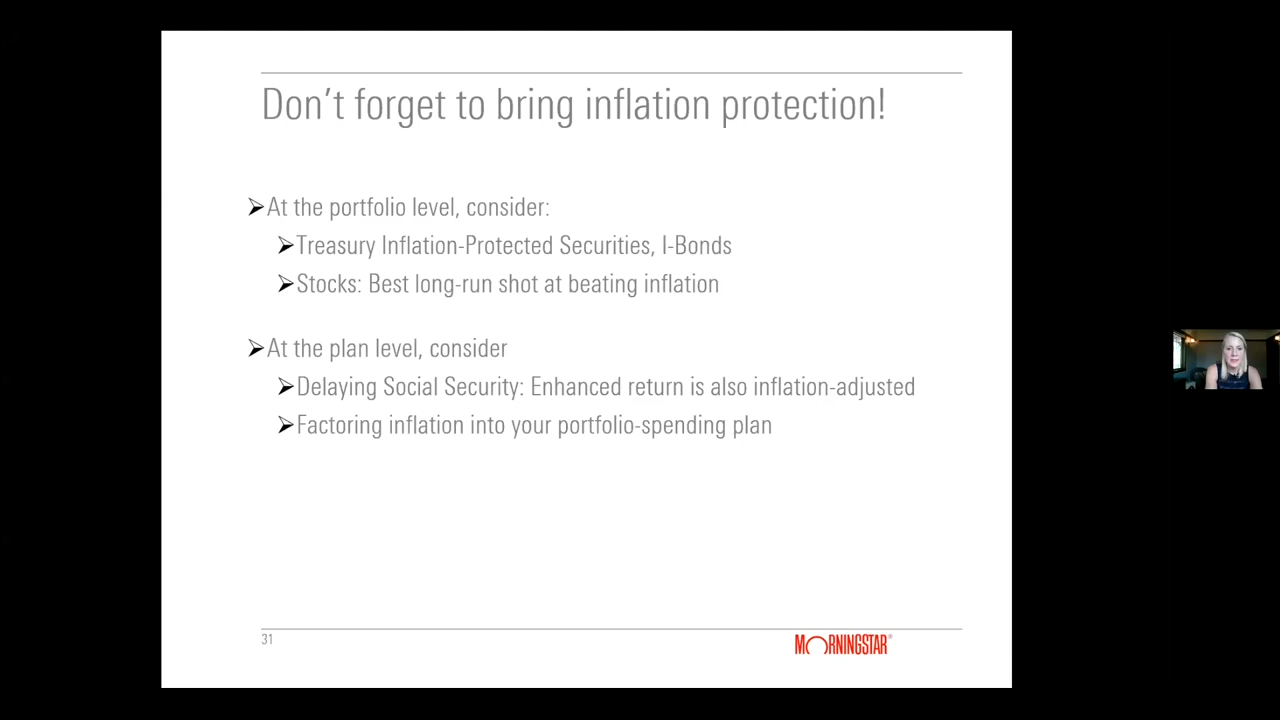 Don't forget to bring inflation protection!
At the portfolio level, consider:
Treasury Inflation-Protected Securities, I-Bonds
Stocks: Best long-run shot at beating inflation
At the plan level, consider
Delaying Social Security: Enhanced return is also inflation-adjusted
Factoring inflation into your portfolio-spending plan
31
MORNINGSTAR®